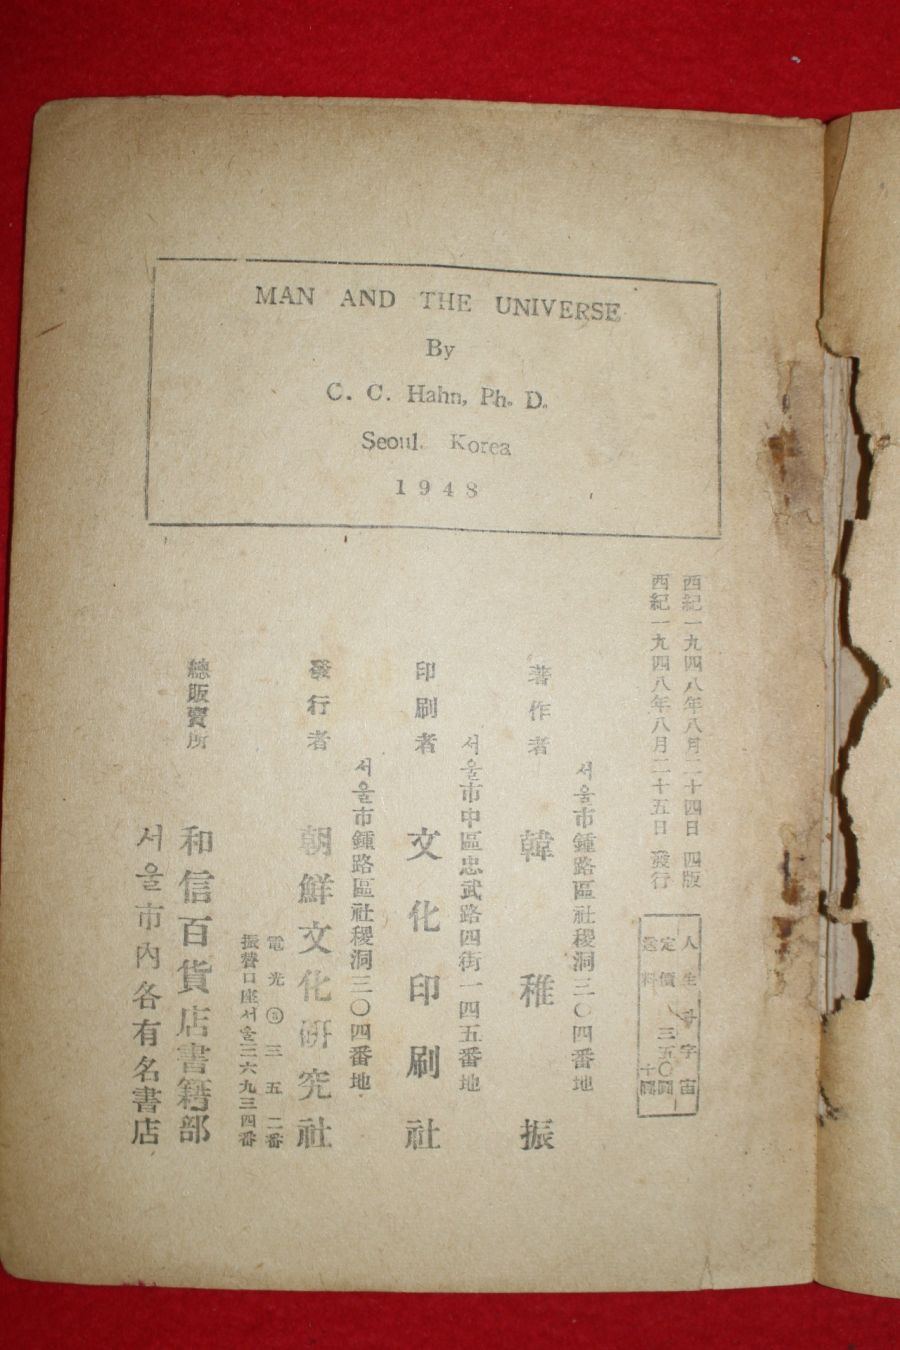 MAN AND THE UNIVERSE
By
C. C. Hahn, Ph. D.
Seoul. Korea
1948
西紀一九四八年八月二十四日 四版
西紀一九四八年八月二十五日 發行
人生과宇宙
定價 三五〇圓
送料 十圓
서울市鍾路區社稷洞三〇四番地
著作者 韓稚振
서울市中區忠武路四街一四五番地
印刷者 文化印刷社
서울市鍾路區社稷洞三〇四番地
發行者 朝鮮文化硏究社
電光③三五二番
振替口座서울三六九三四番
總販賣所 和信百貨店書籍部
서울市內各有名書店